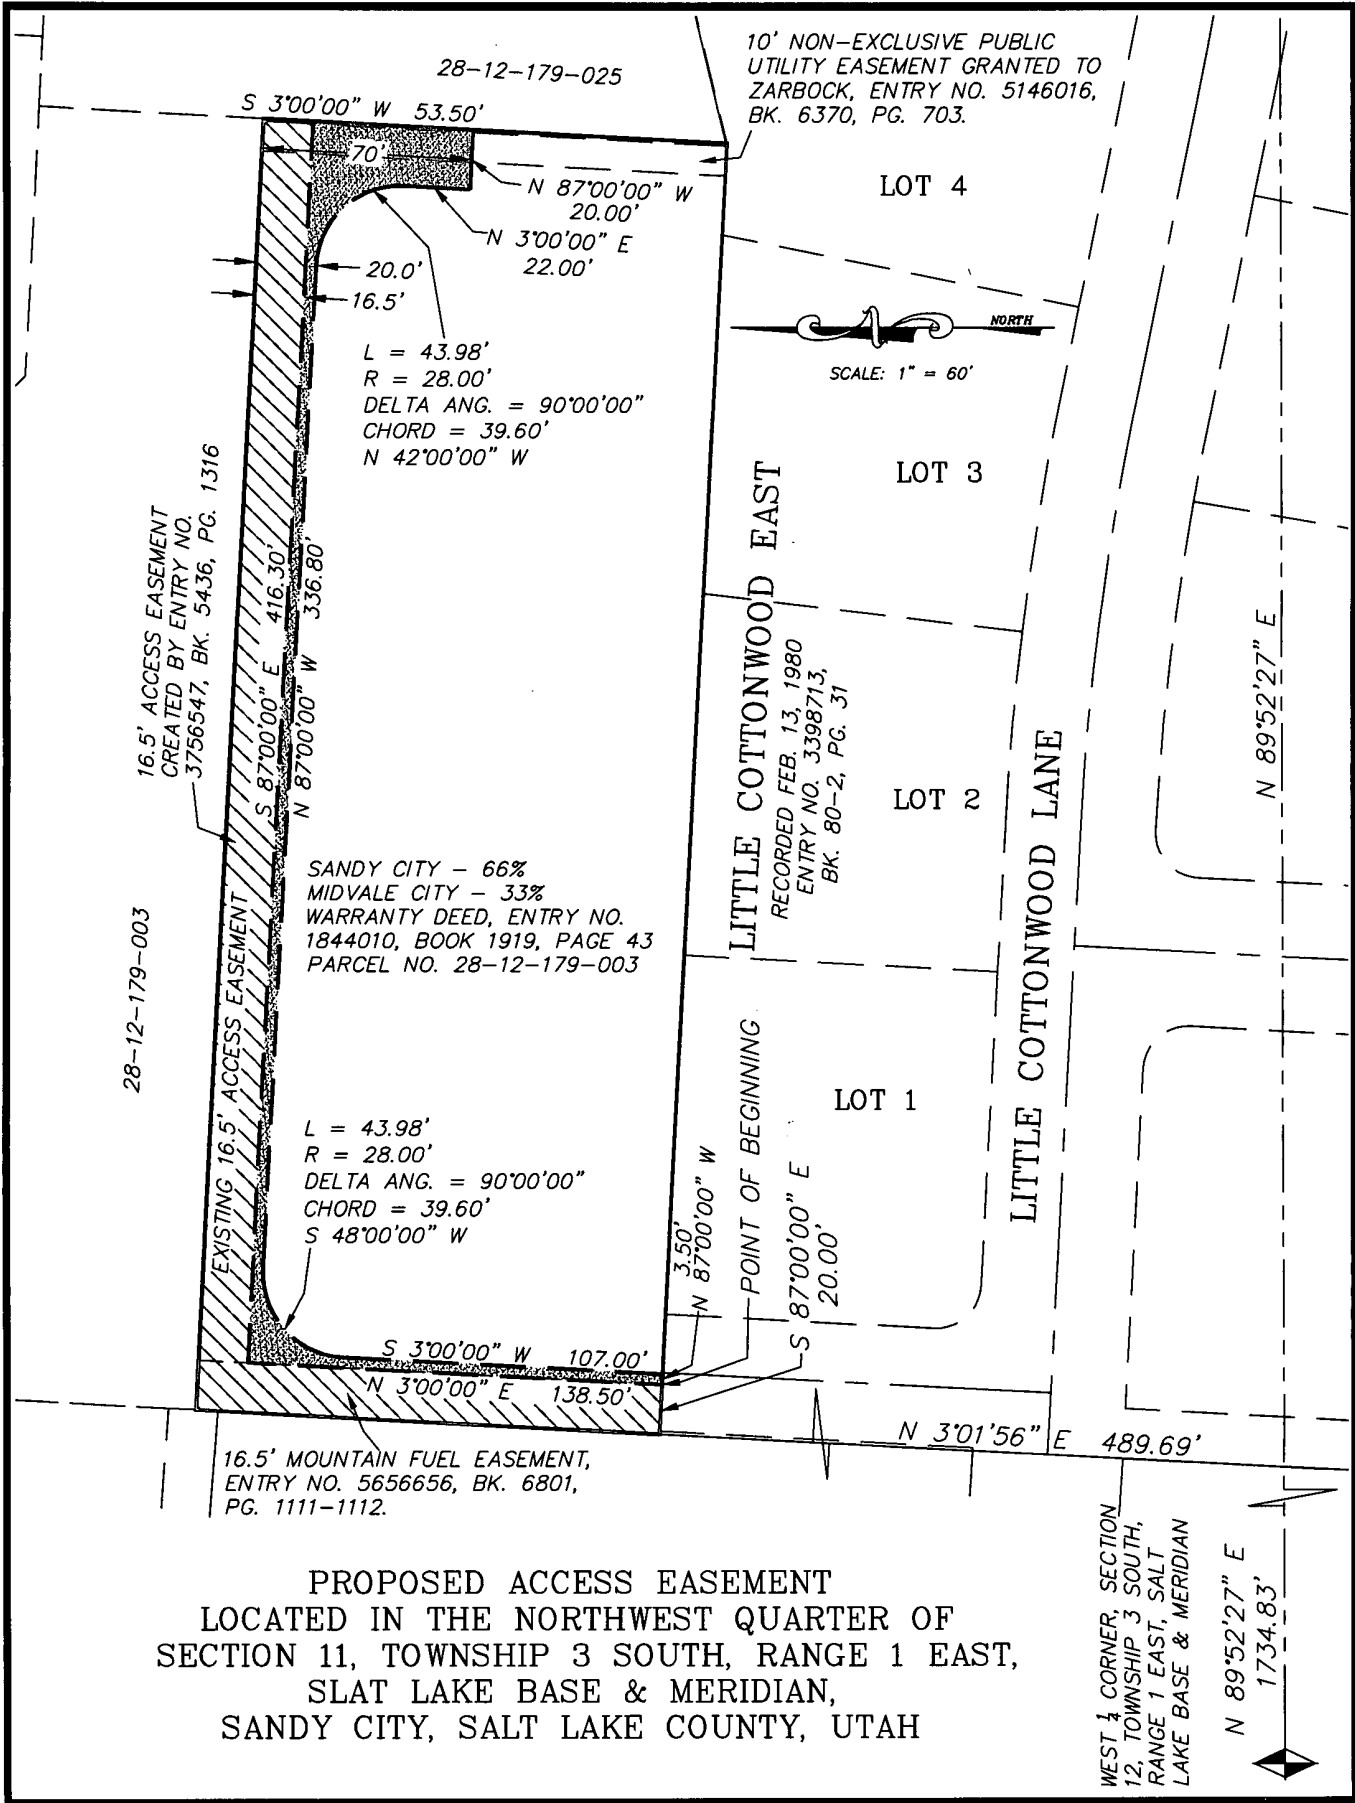 28-12-179-025
10' NON-EXCLUSIVE PUBLIC
UTILITY EASEMENT GRANTED TO
ZARBOCK, ENTRY NO. 5146016,
BK. 6370, PG. 703.
S 3°00'00" W 53.50'
70'
N 87°00'00" W
20.00'
N 3°00'00" E
22.00'
LOT 4
20.0'
16.5'
NORTH
SCALE: 1" = 60'
L = 43.98'
R = 28.00'
DELTA ANG. = 90°00'00"
CHORD = 39.60'
N 42°00'00" W
LOT 3
16.5' ACCESS EASEMENT
CREATED BY ENTRY NO.
3756547, BK. 5436, PG. 1316
S 87°00'00" E 416.30'
N 87°00'00" W 336.80'
LITTLE COTTONWOOD EAST
RECORDED FEB. 13, 1980
ENTRY NO. 3398713,
BK. 80-2, PG. 31
LOT 2
LITTLE COTTONWOOD LANE
N 89°52'27" E
SANDY CITY - 66%
MIDVALE CITY - 33%
WARRANTY DEED, ENTRY NO.
1844010, BOOK 1919, PAGE 43
PARCEL NO. 28-12-179-003
28-12-179-003
EXISTING 16.5' ACCESS EASEMENT
LOT 1
L = 43.98'
R = 28.00'
DELTA ANG. = 90°00'00"
CHORD = 39.60'
S 48°00'00" W
3.50'
N 87°00'00" W
POINT OF BEGINNING
S 87°00'00" E
20.00'
S 3°00'00" W 107.00'
N 3°00'00" E 138.50'
N 3°01'56" E 489.69'
16.5' MOUNTAIN FUEL EASEMENT,
ENTRY NO. 5656656, BK. 6801,
PG. 1111-1112.
WEST ¼ CORNER, SECTION
12, TOWNSHIP 3 SOUTH,
RANGE 1 EAST, SALT
LAKE BASE & MERIDIAN
N 89°52'27" E
1734.83'
PROPOSED ACCESS EASEMENT
LOCATED IN THE NORTHWEST QUARTER OF
SECTION 11, TOWNSHIP 3 SOUTH, RANGE 1 EAST,
SLAT LAKE BASE & MERIDIAN,
SANDY CITY, SALT LAKE COUNTY, UTAH